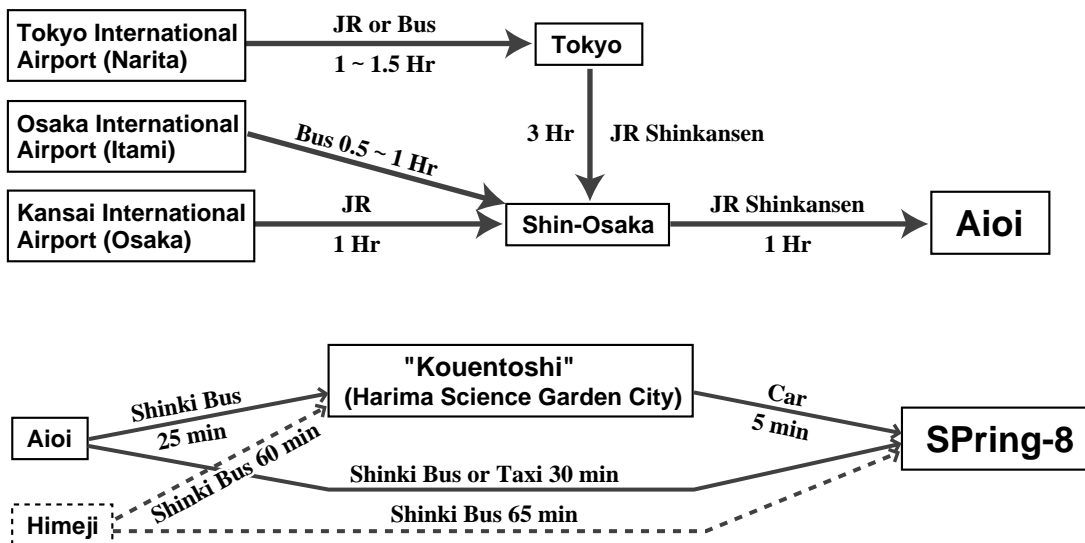 Tokyo International
Airport (Narita)
JR or Bus
1 ~ 1.5 Hr
Tokyo
Osaka International
Airport (Itami)
Bus 0.5 ~ 1 Hr
3 Hr
JR Shinkansen
Kansai International
Airport (Osaka)
JR
1 Hr
Shin-Osaka
JR Shinkansen
1 Hr
Aioi
"Kouentoshi"
(Harima Science Garden City)
Shinki Bus
25 min
Car
5 min
Aioi
SPring-8
Shinki Bus 60 min
Shinki Bus or Taxi 30 min
Himeji
Shinki Bus 65 min